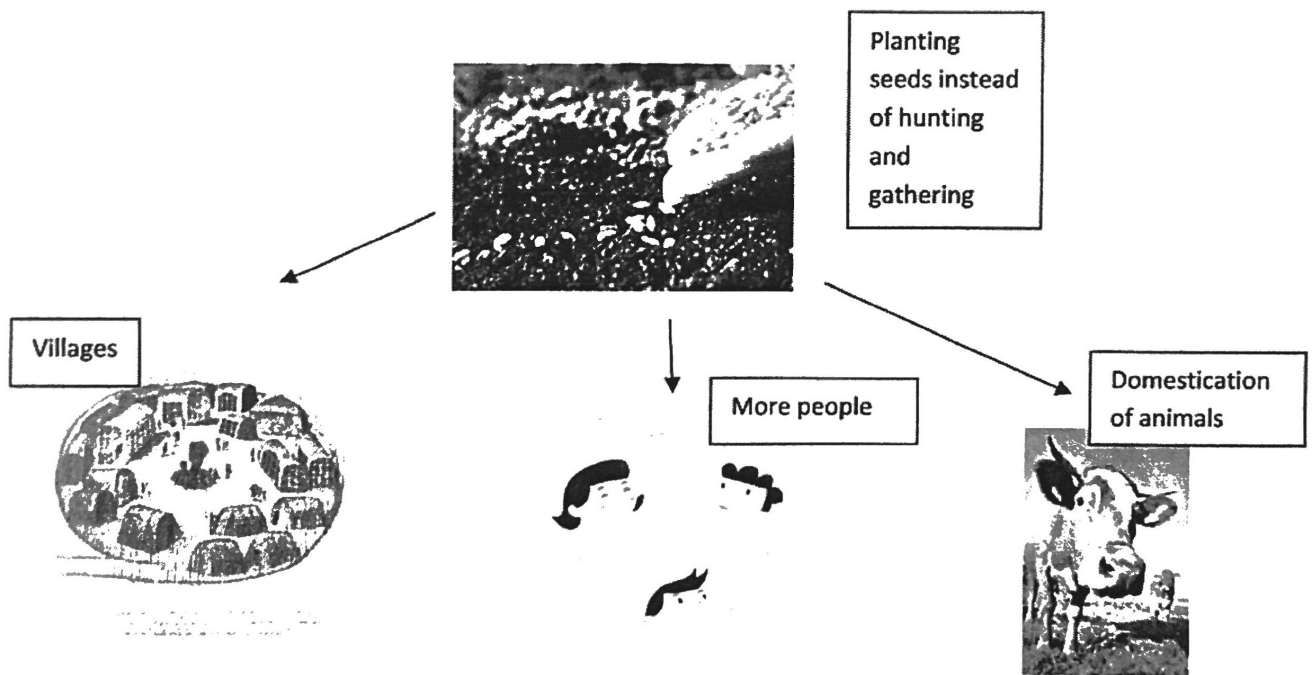 Planting
seeds instead
of hunting
and
gathering
Villages
More people
Domestication
of animals